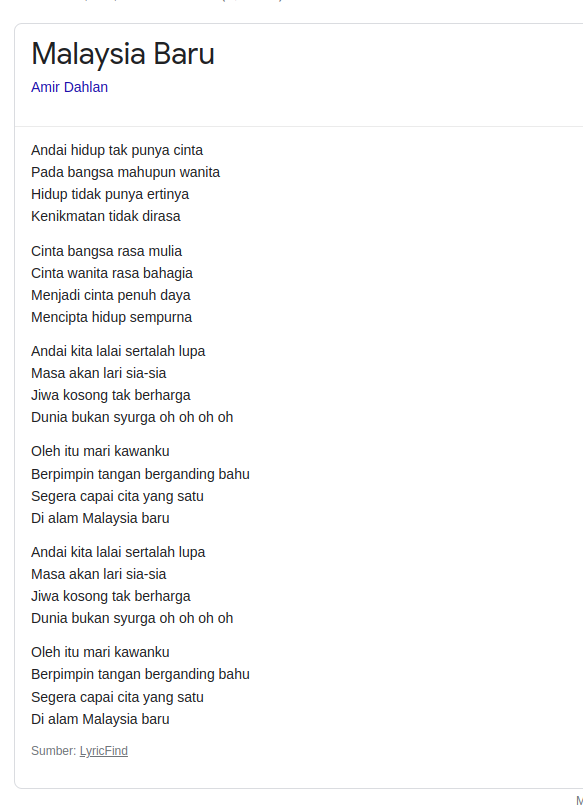 Malaysia Baru
Amir Dahlan
Andai hidup tak punya cinta
Pada bangsa mahupun wanita
Hidup tidak punya ertinya
Kenikmatan tidak dirasa
Cinta bangsa rasa mulia
Cinta wanita rasa bahagia
Menjadi cinta penuh daya
Mencipta hidup sempurna
Andai kita lalai sertalah lupa
Masa akan lari sia-sia
Jiwa kosong tak berharga
Dunia bukan syurga oh oh oh oh
Oleh itu mari kawanku
Berpimpin tangan berganding bahu
Segera capai cita yang satu
Di alam Malaysia baru
Andai kita lalai sertalah lupa
Masa akan lari sia-sia
Jiwa kosong tak berharga
Dunia bukan syurga oh oh oh oh
Oleh itu mari kawanku
Berpimpin tangan berganding bahu
Segera capai cita yang satu
Di alam Malaysia baru
Sumber: LyricFind